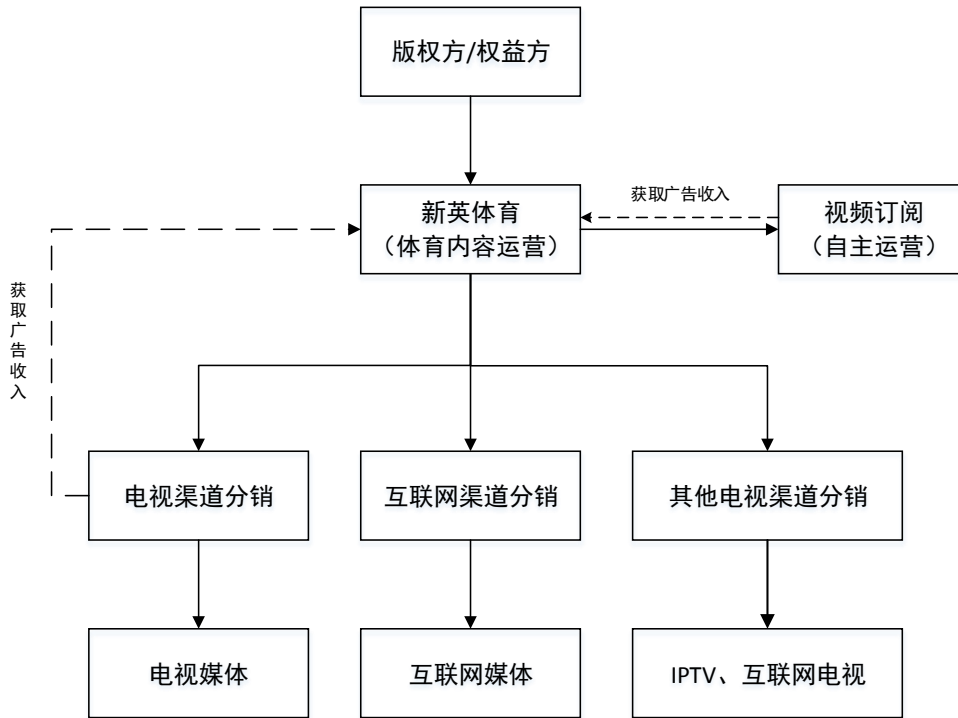 版权方/权益方
新英体育
（体育内容运营）
获取广告收入
视频订阅
（自主运营）
获取广告收入
电视渠道分销
互联网渠道分销
其他电视渠道分销
电视媒体
互联网媒体
IPTV、互联网电视